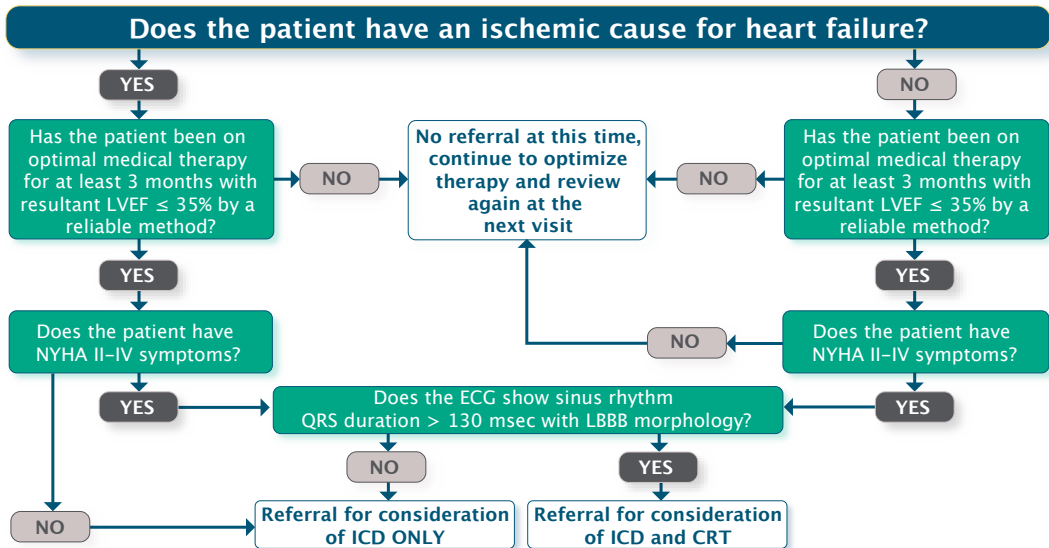 Does the patient have an ischemic cause for heart failure?
YES
NO
Has the patient been on
optimal medical therapy
for at least 3 months with
resultant LVEF ≤ 35% by a
reliable method?
NO
No referral at this time,
continue to optimize
therapy and review
again at the
next visit
NO
Has the patient been on
optimal medical therapy
for at least 3 months with
resultant LVEF ≤ 35% by a
reliable method?
YES
YES
Does the patient have
NYHA II–IV symptoms?
NO
Does the patient have
NYHA II–IV symptoms?
YES
Does the ECG show sinus rhythm
QRS duration > 130 msec with LBBB morphology?
YES
NO
YES
NO
Referral for consideration
of ICD ONLY
Referral for consideration
of ICD and CRT